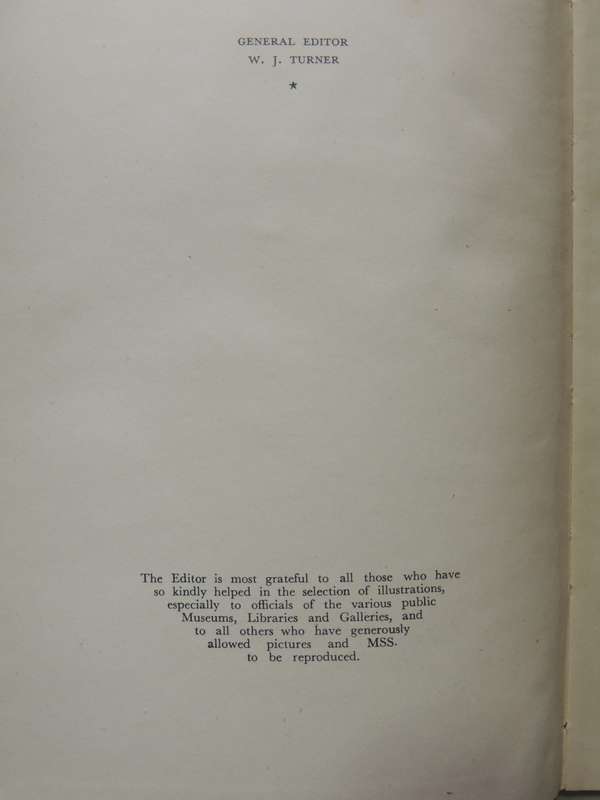 GENERAL EDITOR
W. J. TURNER
*
The Editor is most grateful to all those who have
so kindly helped in the selection of illustrations,
especially to officials of the various public
Museums, Libraries and Galleries, and
to all others who have generously
allowed pictures and MSS.
to be reproduced.